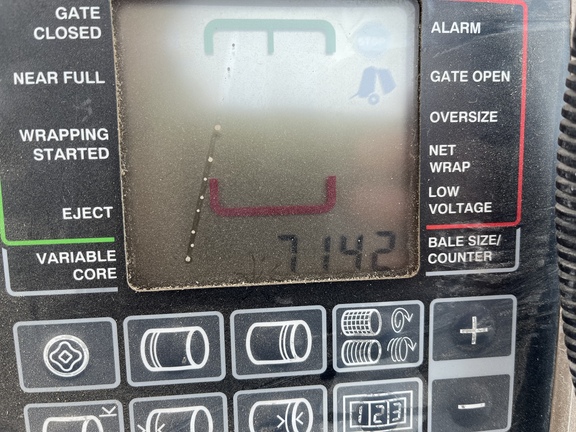 GATE
CLOSED
NEAR FULL
WRAPPING
STARTED
EJECT
VARIABLE
CORE
ALARM
GATE OPEN
OVERSIZE
NET
WRAP
LOW
VOLTAGE
BALE SIZE/
COUNTER
7142
+
-
123